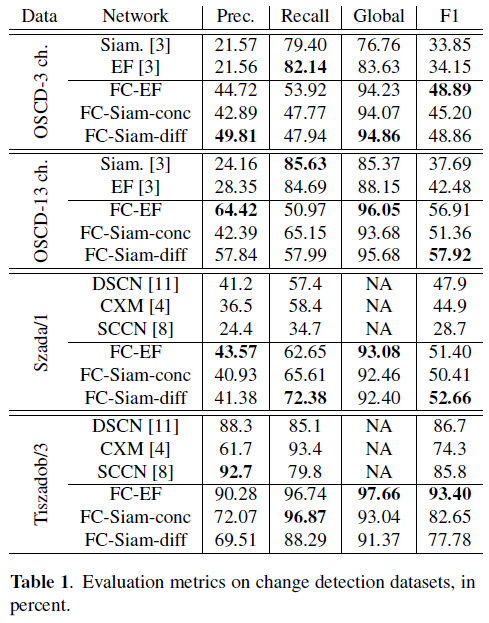 Data Network Prec. Recall Global F1
OSCD-3 ch.
Siam. [3] 21.57 79.40 76.76 33.85
EF [3] 21.56 82.14 83.63 34.15
FC-EF 44.72 53.92 94.23 48.89
FC-Siam-conc 42.89 47.77 94.07 45.20
FC-Siam-diff 49.81 47.94 94.86 48.86
OSCD-13 ch.
Siam. [3] 24.16 85.63 85.37 37.69
EF [3] 28.35 84.69 88.15 42.48
FC-EF 64.42 50.97 96.05 56.91
FC-Siam-conc 42.39 65.15 93.68 51.36
FC-Siam-diff 57.84 57.99 95.68 57.92
Szada/1
DSCN [11] 41.2 57.4 NA 47.9
CXM [4] 36.5 58.4 NA 44.9
SCCN [8] 24.4 34.7 NA 28.7
FC-EF 43.57 62.65 93.08 51.40
FC-Siam-conc 40.93 65.61 92.46 50.41
FC-Siam-diff 41.38 72.38 92.40 52.66
Tiszadob/3
DSCN [11] 88.3 85.1 NA 86.7
CXM [4] 61.7 93.4 NA 74.3
SCCN [8] 92.7 79.8 NA 85.8
FC-EF 90.28 96.74 97.66 93.40
FC-Siam-conc 72.07 96.87 93.04 82.65
FC-Siam-diff 69.51 88.29 91.37 77.78
Table 1. Evaluation metrics on change detection datasets, in
percent.